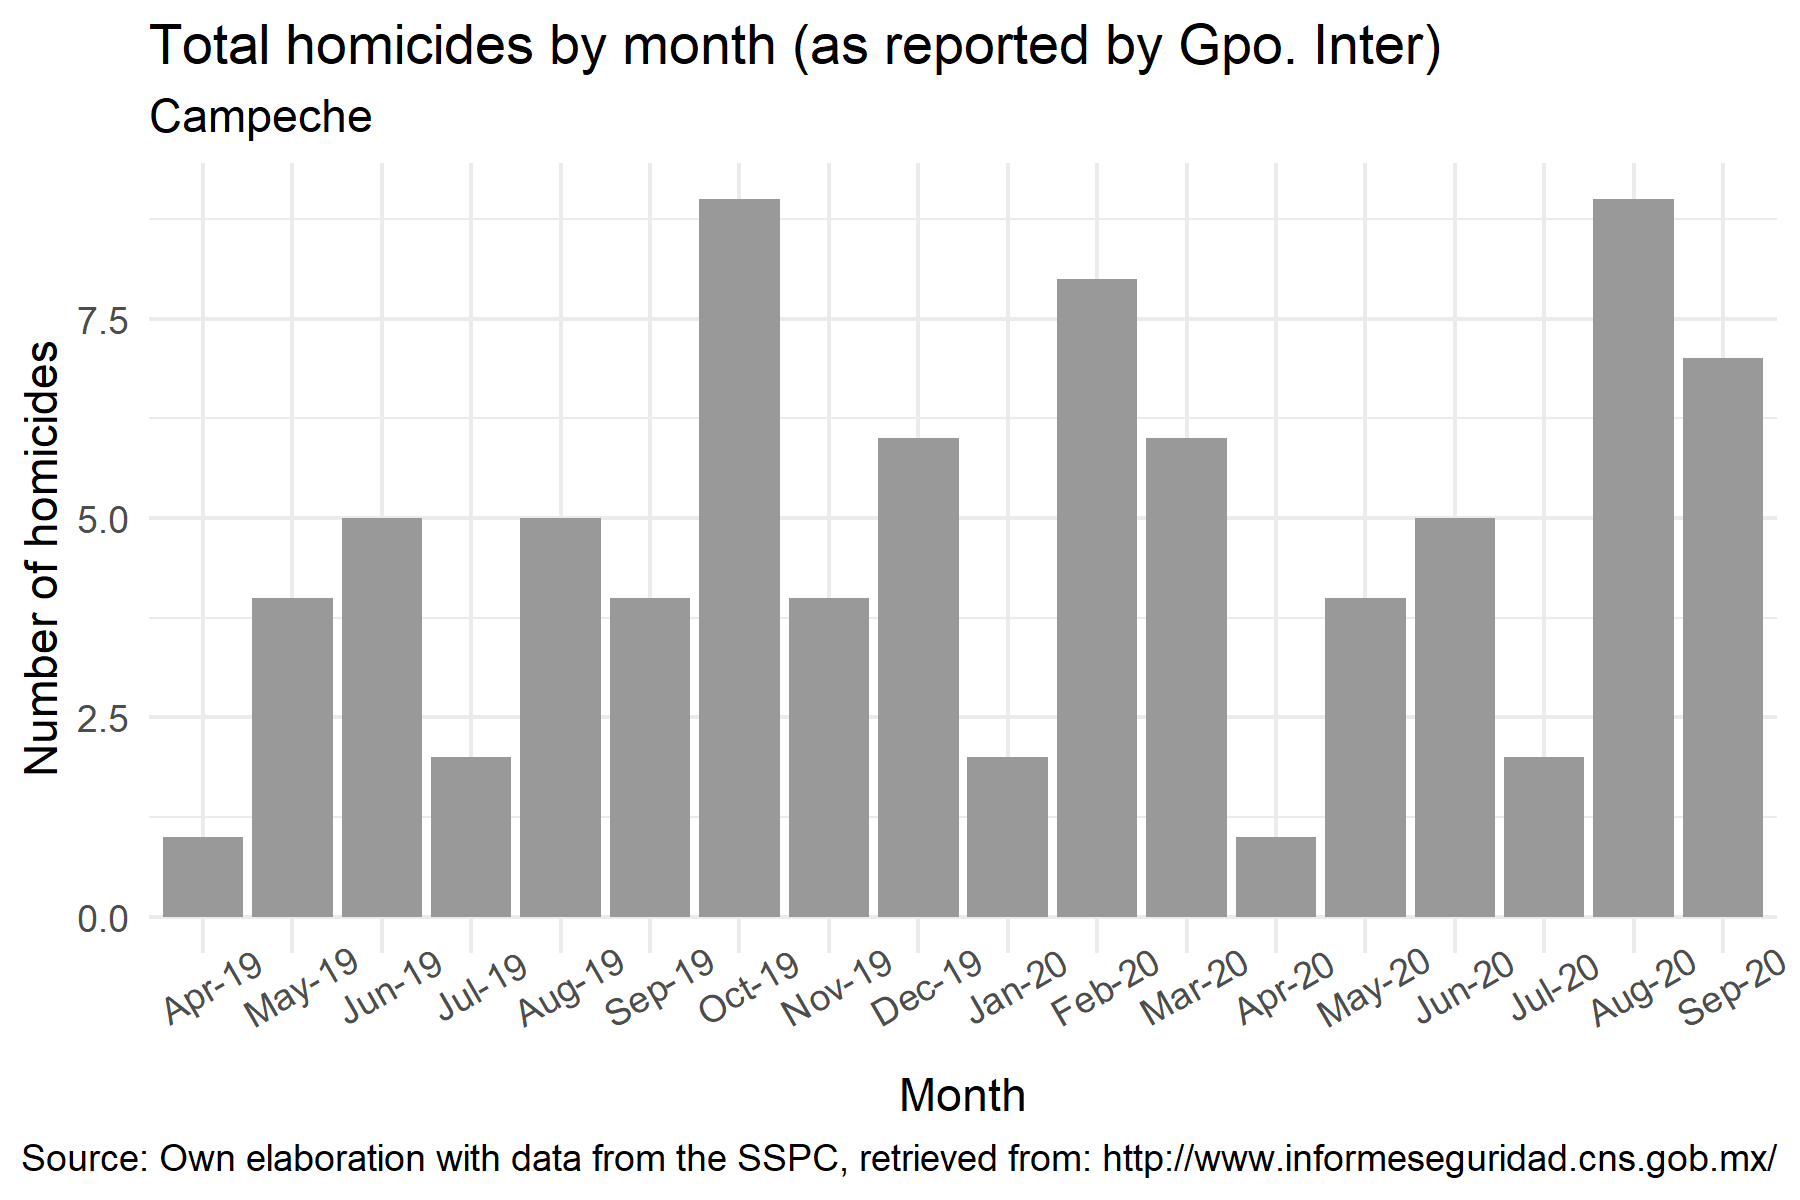 Total homicides by month (as reported by Gpo. Inter)
Campeche
Number of homicides
7.5
5.0
2.5
0.0
Apr-19
May-19
Jun-19
Jul-19
Aug-19
Sep-19
Oct-19
Nov-19
Dec-19
Jan-20
Feb-20
Mar-20
Apr-20
May-20
Jun-20
Jul-20
Aug-20
Sep-20
Month
Source: Own elaboration with data from the SSPC, retrieved from: http://www.informeseguridad.cns.gob.mx/